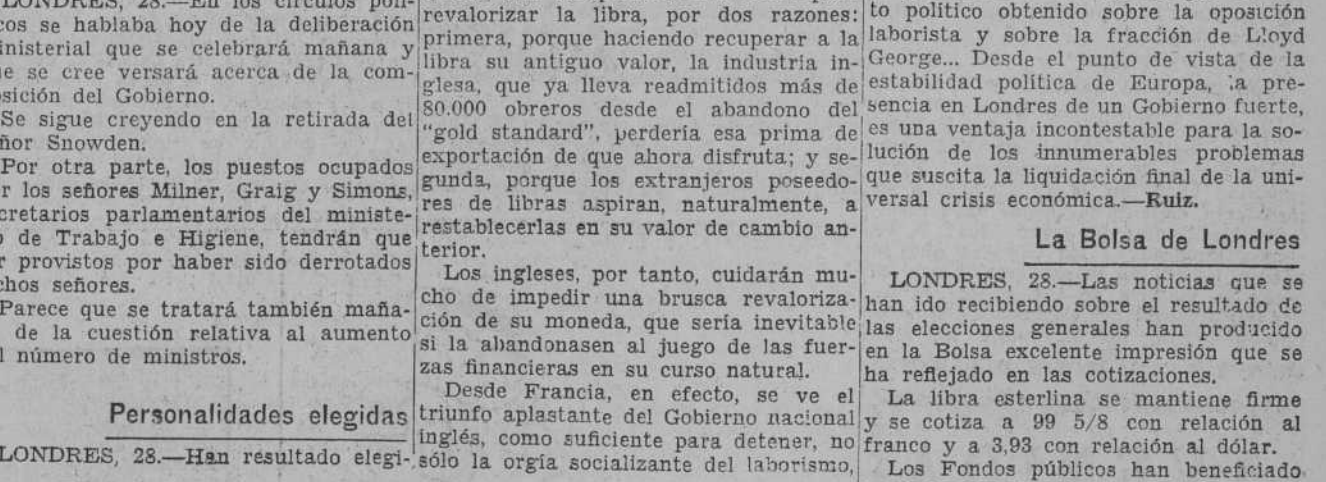 LONDRES, 28.—En los círculos polí-
cos se hablaba hoy de la deliberación
inisterial que se celebrará mañana y
e se cree versará acerca de la com-
sición del Gobierno.
Se sigue creyendo en la retirada del
ñor Snowden.
Por otra parte, los puestos ocupados
r los señores Milner, Graig y Simons,
cretarios parlamentarios del ministe-
o de Trabajo e Higiene, tendrán que
r provistos por haber sido derrotados
chos señores.
Parece que se tratará también maña-
de la cuestión relativa al aumento
l número de ministros.
Personalidades elegidas
LONDRES, 28.—Han resultado elegi-
revalorizar la libra, por dos razones:
primera, porque haciendo recuperar a la
libra su antiguo valor, la industria in-
glesa, que ya lleva readmitidos más de
80.000 obreros desde el abandono del
"gold standard", perdería esa prima de
exportación de que ahora disfruta; y se-
gunda, porque los extranjeros poseedo-
res de libras aspiran, naturalmente, a
restablecerlas en su valor de cambio an-
terior.
Los ingleses, por tanto, cuidarán mu-
cho de impedir una brusca revaloriza-
ción de su moneda, que sería inevitable
si la abandonasen al juego de las fuer-
zas financieras en su curso natural.
Desde Francia, en efecto, se ve el
triunfo aplastante del Gobierno nacional
inglés, como suficiente para detener, no
sólo la orgía socializante del laborismo,
to político obtenido sobre la oposición
laborista y sobre la fracción de Lloyd
George... Desde el punto de vista de la
estabilidad política de Europa, la pre-
sencia en Londres de un Gobierno fuerte,
es una ventaja incontestable para la so-
lución de los innumerables problemas
que suscita la liquidación final de la uni-
versal crisis económica.—Ruiz.
La Bolsa de Londres
LONDRES, 28.—Las noticias que se
han ido recibiendo sobre el resultado de
las elecciones generales han producido
en la Bolsa excelente impresión que se
ha reflejado en las cotizaciones.
La libra esterlina se mantiene firme
y se cotiza a 99 5/8 con relación al
franco y a 3,93 con relación al dólar.
Los Fondos públicos han beneficiado